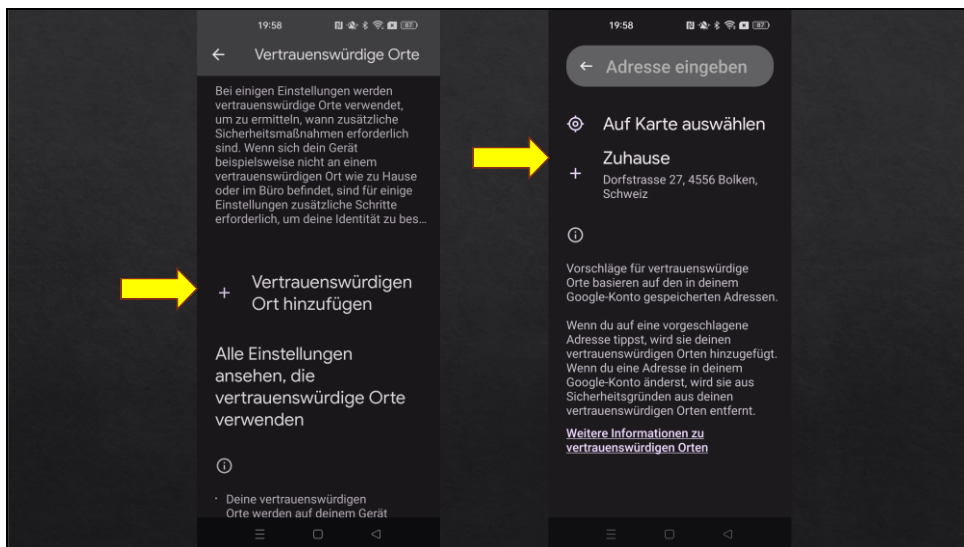 19:58
87
Vertrauenswürdige Orte
Bei einigen Einstellungen werden
vertrauenswürdige Orte verwendet,
um zu ermitteln, wann zusätzliche
Sicherheitsmaßnahmen erforderlich
sind. Wenn sich dein Gerät
beispielsweise nicht an einem
vertrauenswürdigen Ort wie zu Hause
oder im Büro befindet, sind für einige
Einstellungen zusätzliche Schritte
erforderlich, um deine Identität zu bes…
Vertrauenswürdigen
Ort hinzufügen
Alle Einstellungen
ansehen, die
vertrauenswürdige Orte
verwenden
· Deine vertrauenswürdigen
Orte werden auf deinem Gerät
19:58
87
Adresse eingeben
Auf Karte auswählen
Zuhause
Dorfstrasse 27, 4556 Bolken,
Schweiz
Vorschläge für vertrauenswürdige
Orte basieren auf den in deinem
Google-Konto gespeicherten Adressen.
Wenn du auf eine vorgeschlagene
Adresse tippst, wird sie deinen
vertrauenswürdigen Orten hinzugefügt.
Wenn du eine Adresse in deinem
Google-Konto änderst, wird sie aus
Sicherheitsgründen aus deinen
vertrauenswürdigen Orten entfernt.
Weitere Informationen zu
vertrauenswürdigen Orten